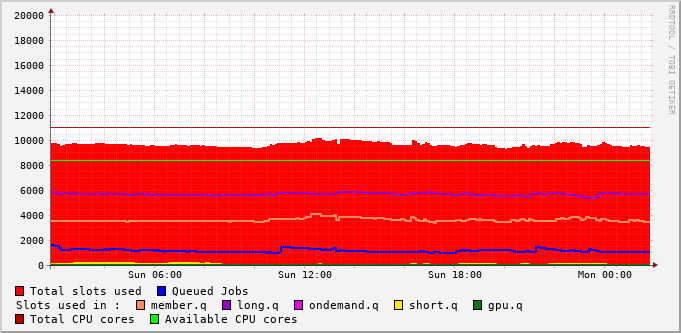 20000
18000
16000
14000
12000
10000
8000
6000
4000
2000
0
Sun 06:00 Sun 12:00 Sun 18:00 Mon 00:00
RRDTOOL / TOBI OETIKER
Total slots used Queued Jobs
Slots used in : member.q long.q ondemand.q short.q gpu.q
Total CPU cores Available CPU cores